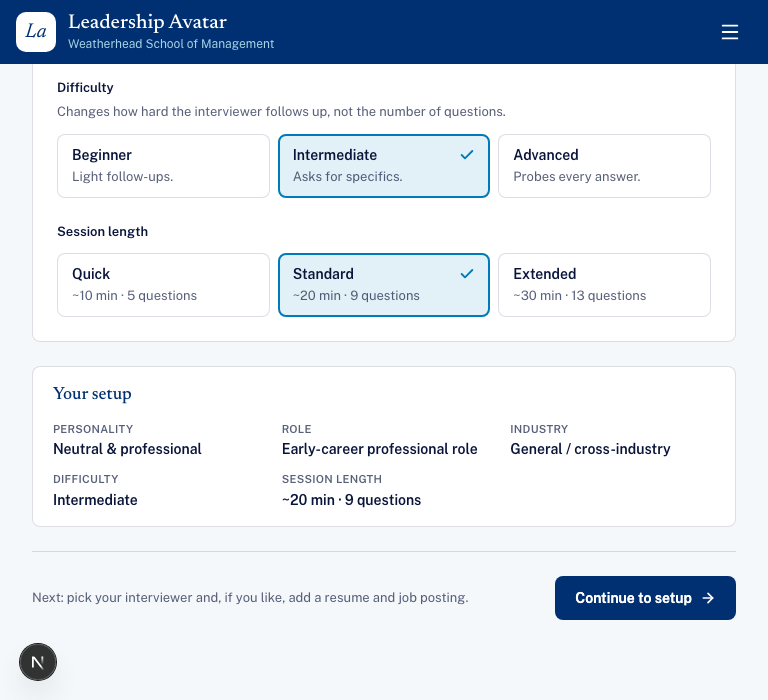 La
Leadership Avatar
Weatherhead School of Management
Difficulty
Changes how hard the interviewer follows up, not the number of questions.
Beginner
Light follow-ups.
Intermediate
Asks for specifics.
Advanced
Probes every answer.
Session length
Quick
~10 min · 5 questions
Standard
~20 min · 9 questions
Extended
~30 min · 13 questions
Your setup
PERSONALITY
Neutral & professional
ROLE
Early-career professional role
INDUSTRY
General / cross-industry
DIFFICULTY
Intermediate
SESSION LENGTH
~20 min · 9 questions
Next: pick your interviewer and, if you like, add a resume and job posting.
Continue to setup →
N